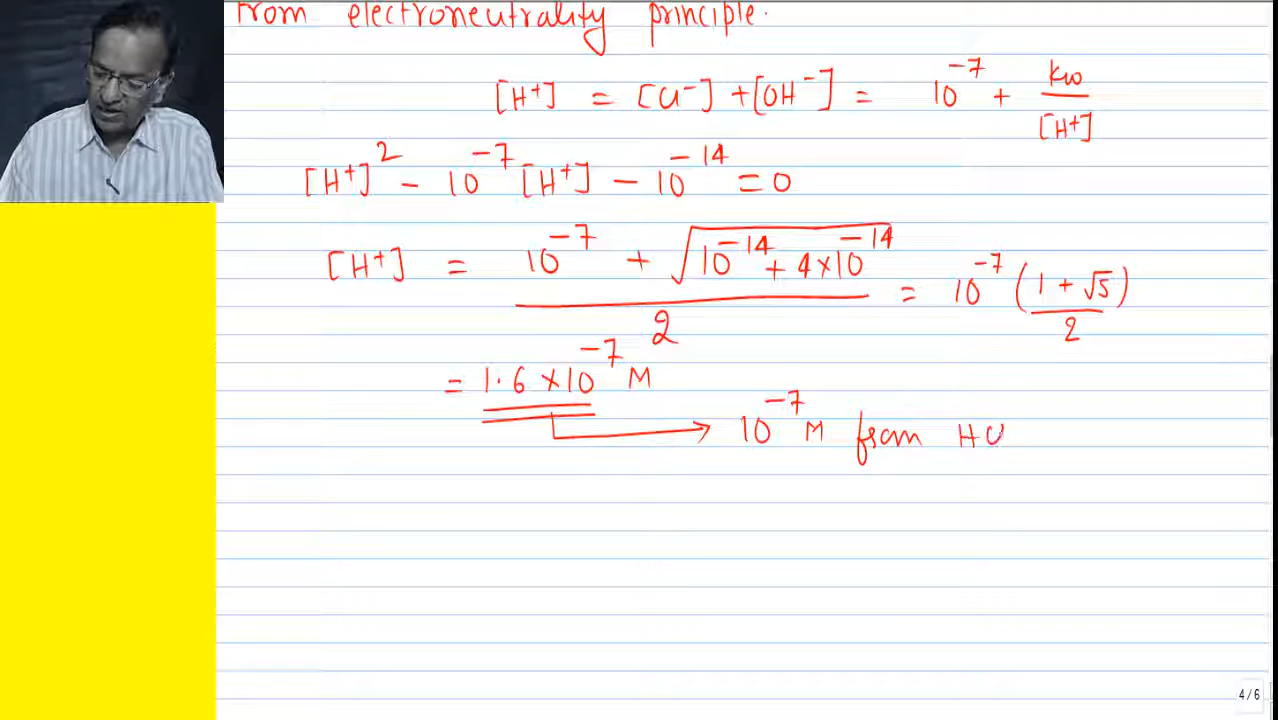 from electroneutrality principle.
[H+] = [Cl-] + [OH-] = 10^-7 + Kw/[H+]
[H+]^2 - 10^-7 [H+] - 10^-14 = 0
[H+] = (10^-7 + √(10^-14 + 4×10^-14))/2 = 10^-7 ((1 + √5)/2)
= 1.6 × 10^-7 M
→ 10^-7 M from HCl
4/6